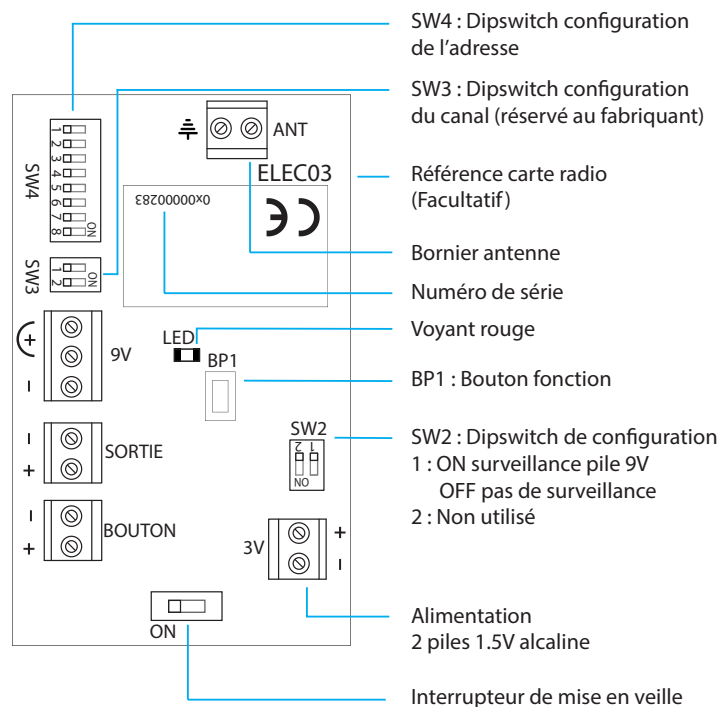 SW4 : Dipswitch configuration
de l'adresse
SW3 : Dipswitch configuration
du canal (réservé au fabriquant)
Référence carte radio
(Facultatif)
Bornier antenne
Numéro de série
Voyant rouge
BP1 : Bouton fonction
SW2 : Dipswitch de configuration
1 : ON surveillance pile 9V
OFF pas de surveillance
2 : Non utilisé
Alimentation
2 piles 1.5V alcaline
Interrupteur de mise en veille
ANT
ELEC03
0x00000283
CE
SW4
1 2 3 4 5 6 7 8
ON
SW3
1 2
ON
+
9V
-
LED
BP1
- SORTIE
+
SW2
2 1
ON
- BOUTON
+
3V +
-
ON